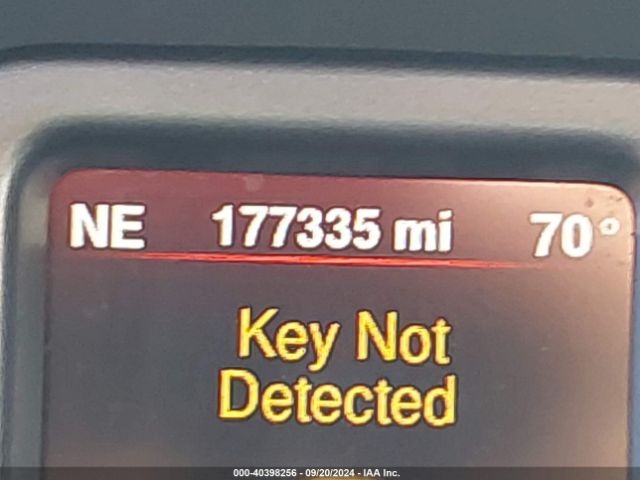 NE 177335 mi 70°
Key Not
Detected
000-40398256 - 09/20/2024 - IAA Inc.